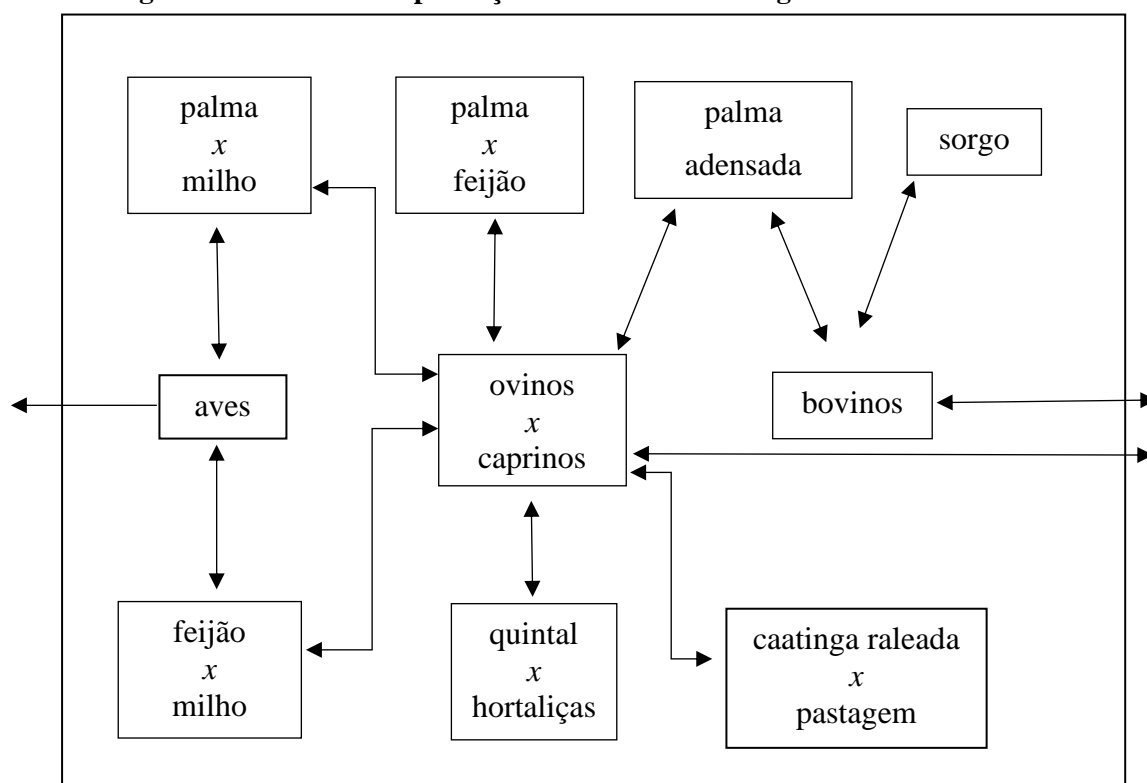 palma
x
milho
palma
x
feijão
palma
adensada
sorgo
aves
ovinos
x
caprinos
bovinos
feijão
x
milho
quintal
x
hortaliças
caatinga raleada
x
pastagem